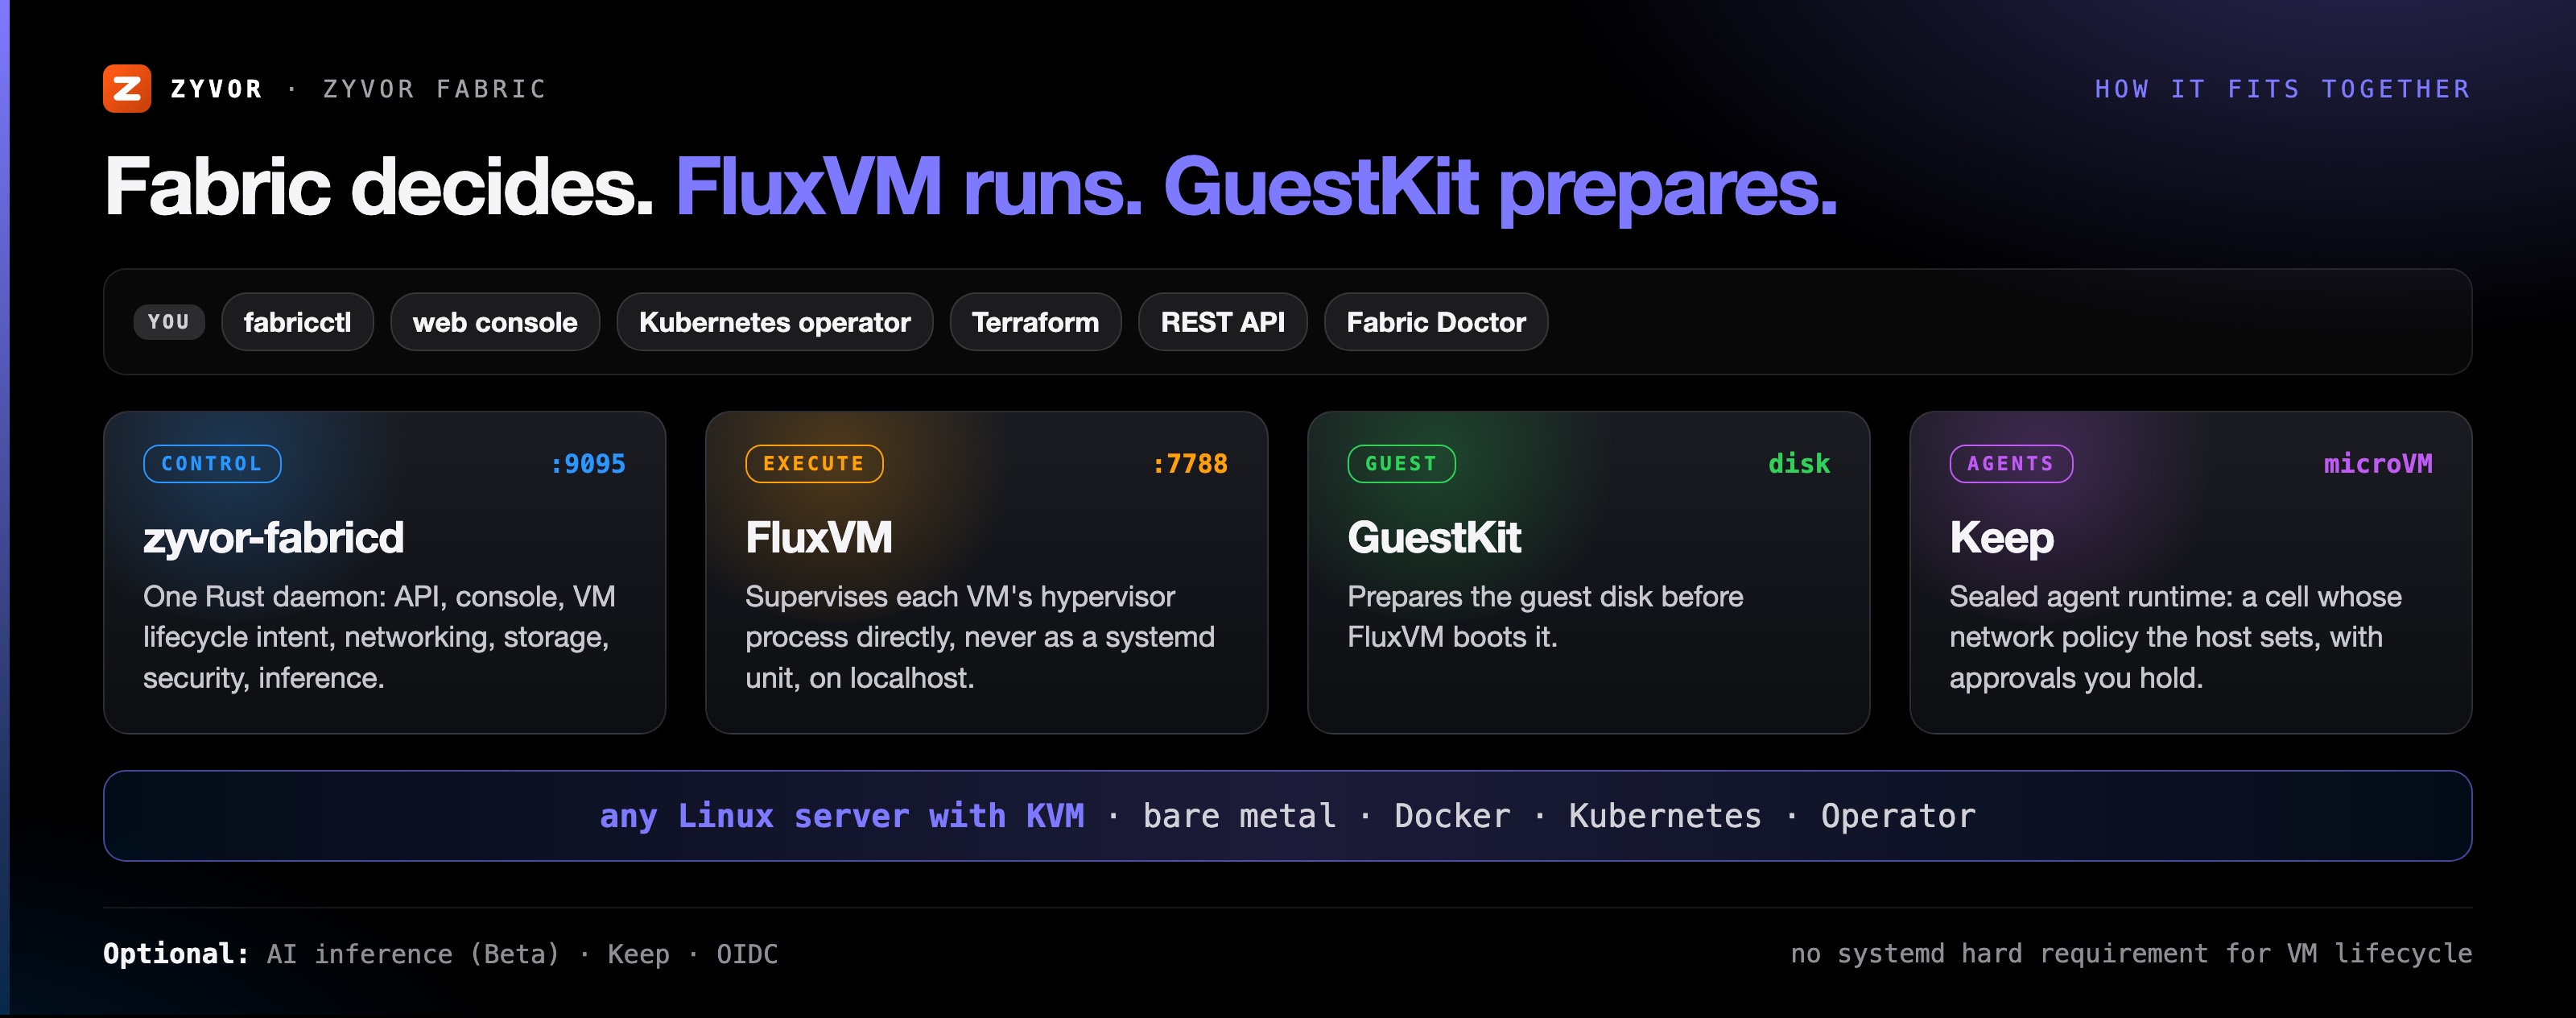 Z ZYVOR · ZYVOR FABRIC
HOW IT FITS TOGETHER
Fabric decides. FluxVM runs. GuestKit prepares.
YOU fabricctl web console Kubernetes operator Terraform REST API Fabric Doctor
CONTROL :9095
zyvor-fabricd
One Rust daemon: API, console, VM
lifecycle intent, networking, storage,
security, inference.
EXECUTE :7788
FluxVM
Supervises each VM's hypervisor
process directly, never as a systemd
unit, on localhost.
GUEST disk
GuestKit
Prepares the guest disk before
FluxVM boots it.
AGENTS microVM
Keep
Sealed agent runtime: a cell whose
network policy the host sets, with
approvals you hold.
any Linux server with KVM · bare metal · Docker · Kubernetes · Operator
Optional: AI inference (Beta) · Keep · OIDC
no systemd hard requirement for VM lifecycle